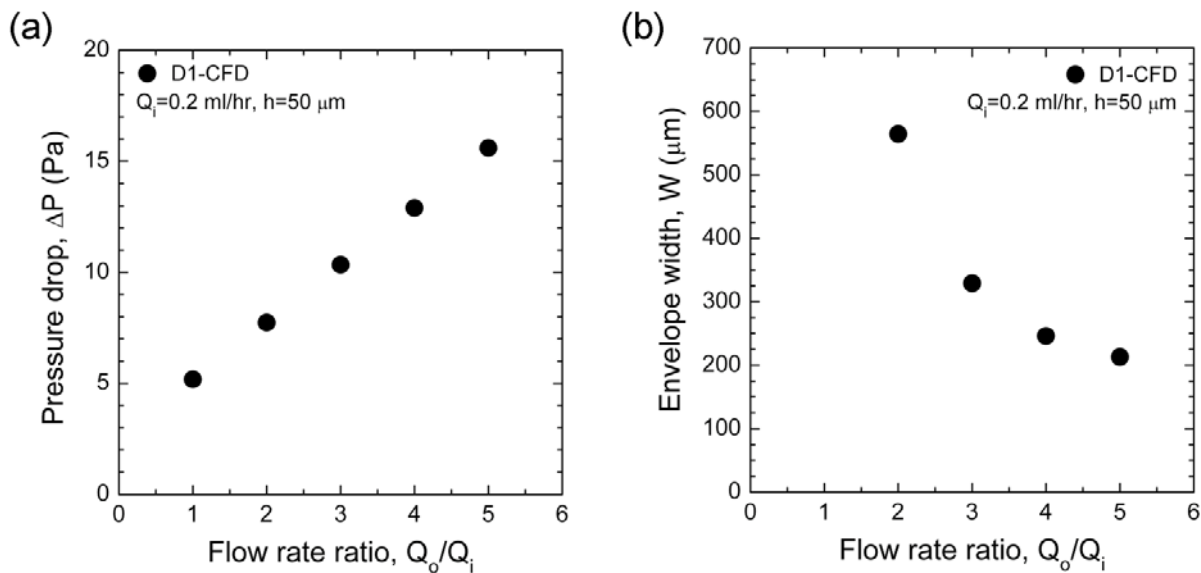 (a)
20
15
10
5
0
Pressure drop, ΔP (Pa)
D1-CFD
Qi=0.2 ml/hr, h=50 μm
0 1 2 3 4 5 6
Flow rate ratio, Qo/Qi
(b)
700
600
500
400
300
200
100
0
Envelope width, W (μm)
D1-CFD
Qi=0.2 ml/hr, h=50 μm
0 1 2 3 4 5 6
Flow rate ratio, Qo/Qi